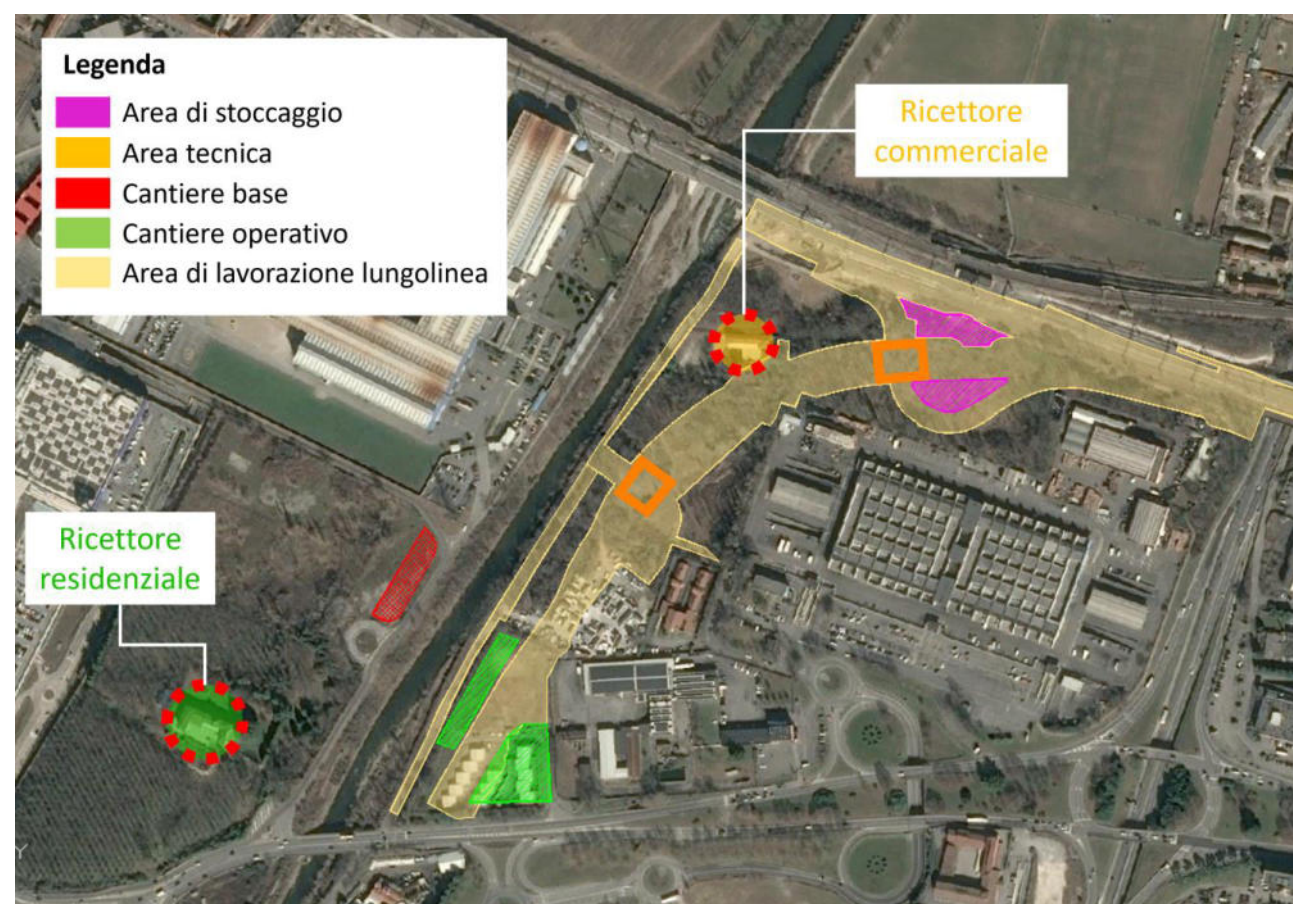 Legenda
Area di stoccaggio
Area tecnica
Cantiere base
Cantiere operativo
Area di lavorazione lungolinea
Ricettore
commerciale
Ricettore
residenziale